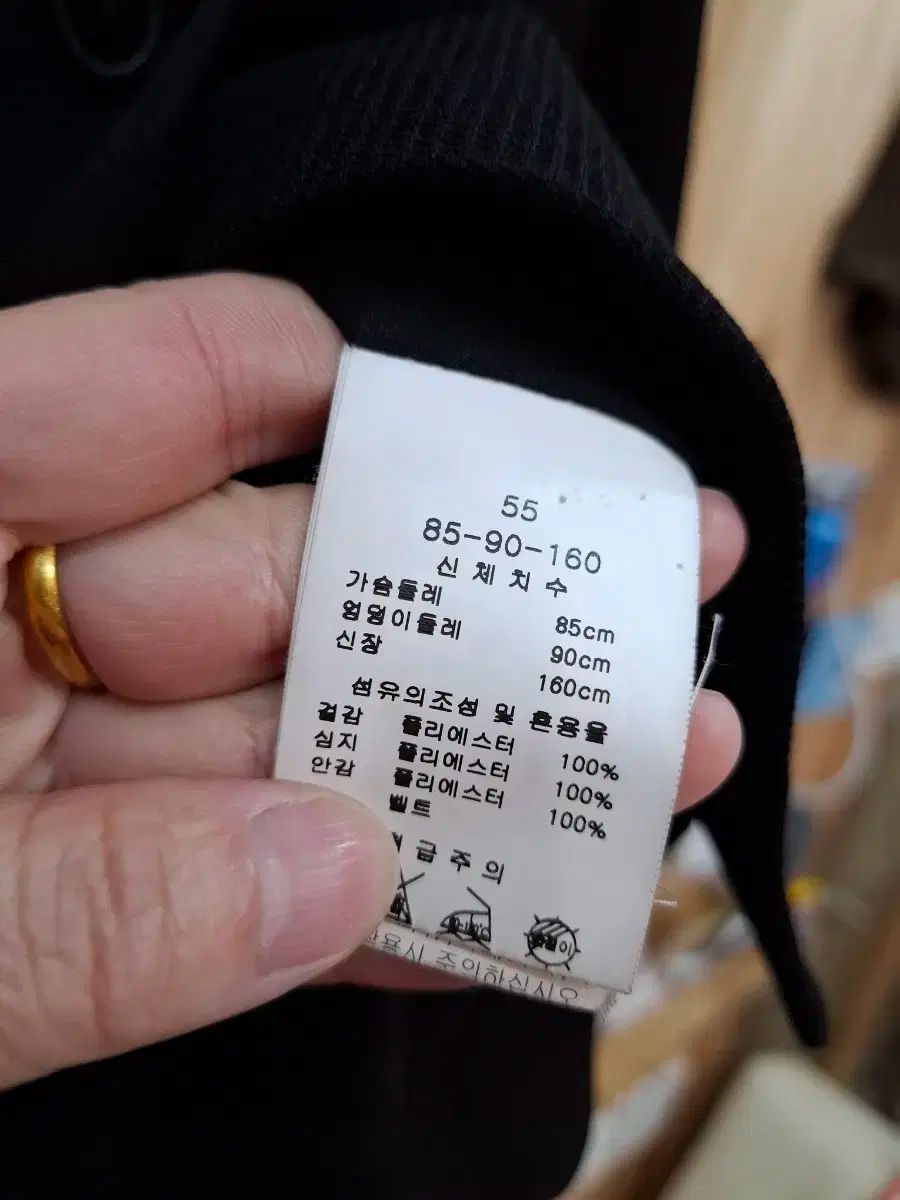 55
85-90-160
신체치수
가슴둘레 85cm
엉덩이둘레 90cm
신장 160cm
섬유의조성 및 혼용율
겉감 폴리에스터 100%
심지 폴리에스터 100%
안감 폴리에스터 100%
벨트
급주의
주의하십시오